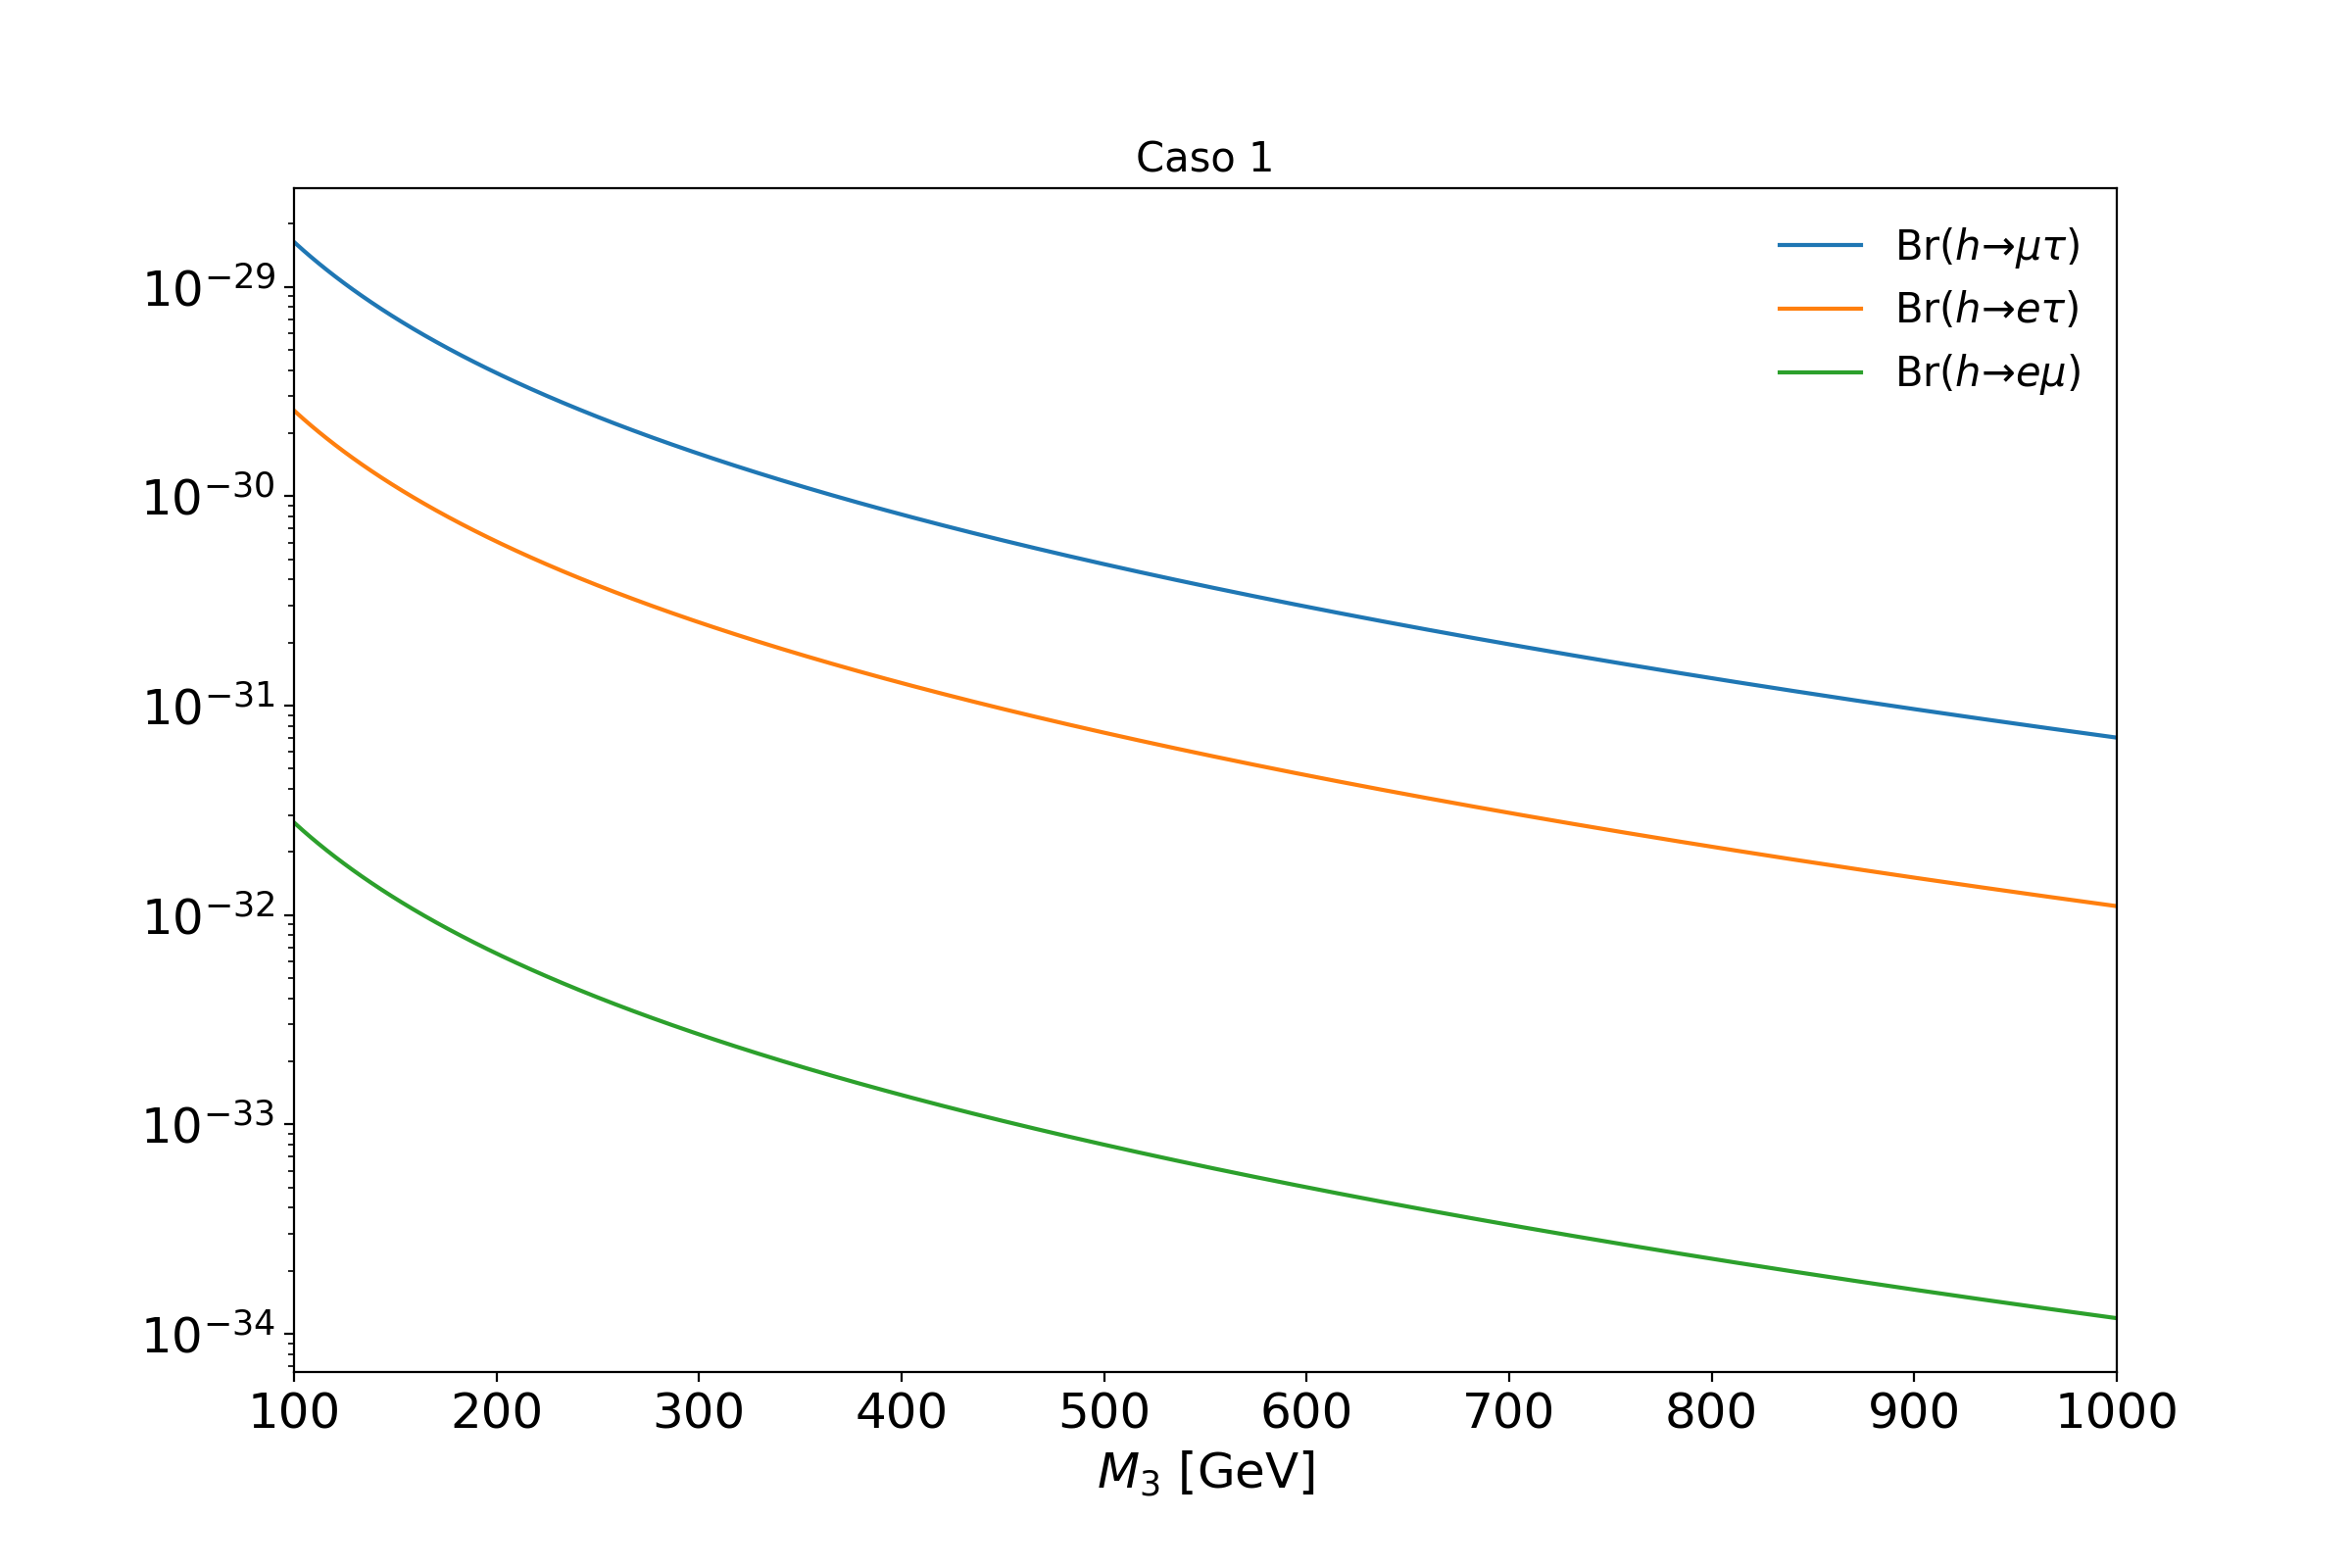 Caso 1
Br(h→μτ)
Br(h→eτ)
Br(h→eμ)
10⁻²⁹
10⁻³⁰
10⁻³¹
10⁻³²
10⁻³³
10⁻³⁴
100 200 300 400 500 600 700 800 900 1000
M₃ [GeV]